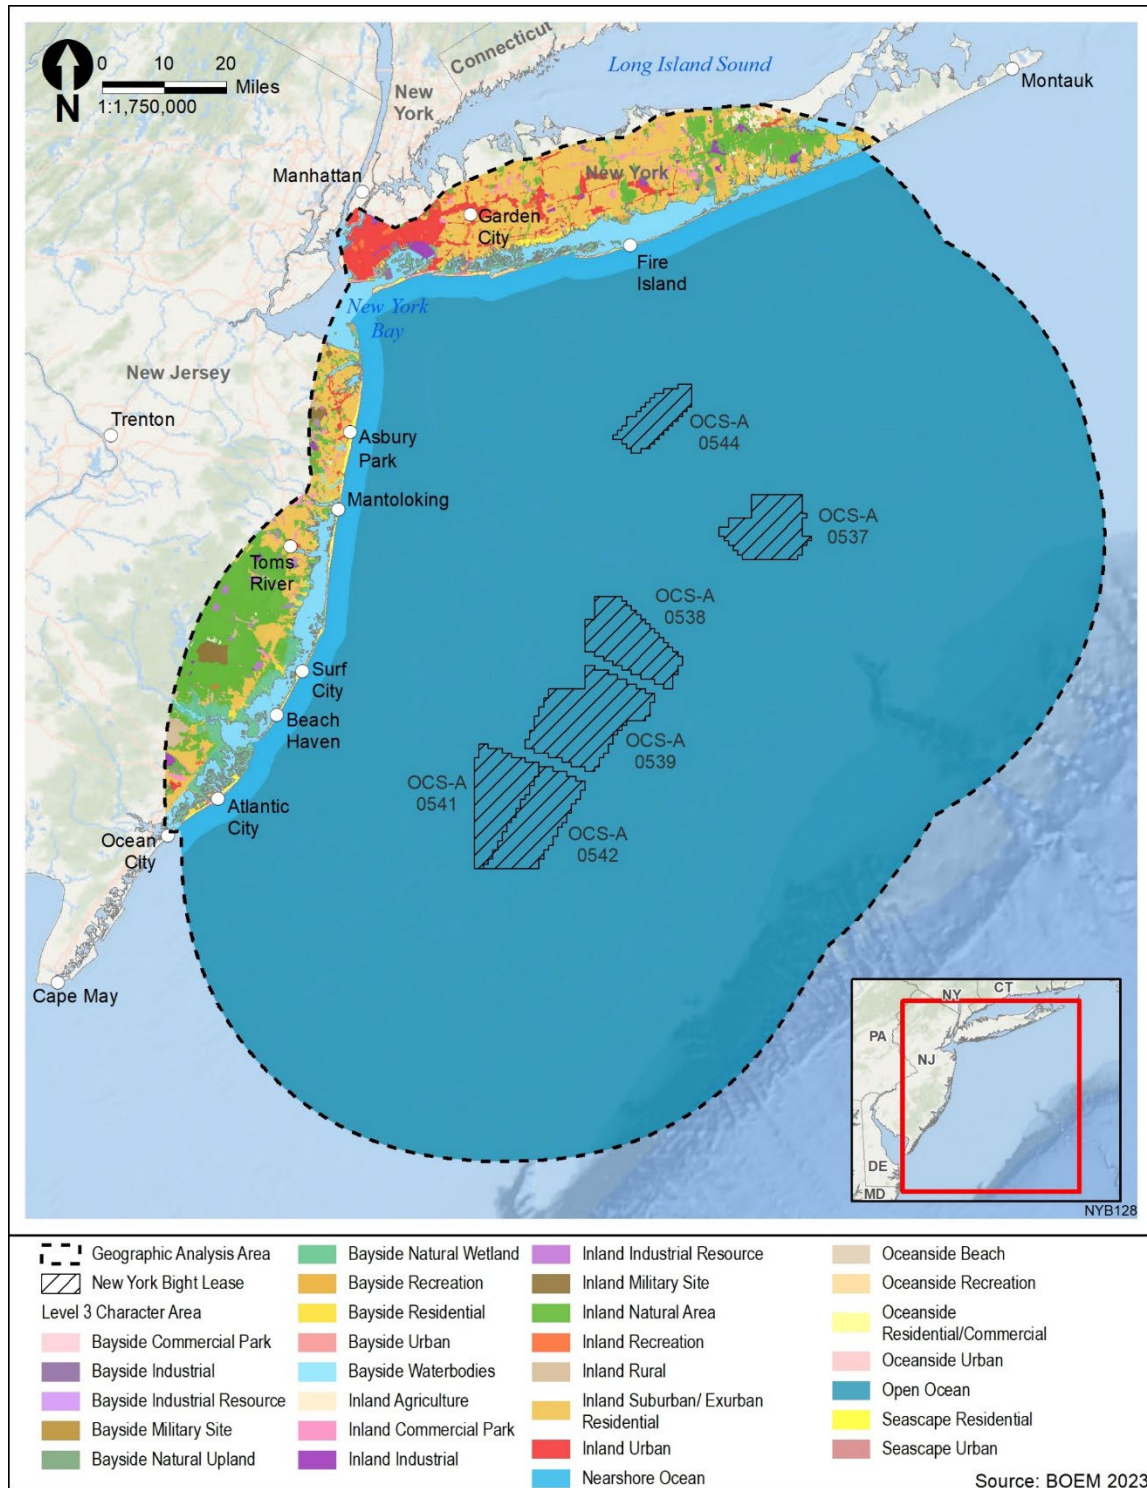 0 10 20
Miles
1:1,750,000
N
Connecticut
New
York
Long Island Sound
Montauk
Manhattan
New York
Garden
City
Fire
Island
New York
Bay
New Jersey
Trenton
Asbury
Park
OCS-A
0544
Mantoloking
OCS-A
0537
Toms
River
OCS-A
0538
Surf
City
Beach
Haven
OCS-A
0539
OCS-A
0541
Atlantic
City
OCS-A
0542
Ocean
City
Cape May
NY
CT
PA
NJ
DE
MD
NYB128
Geographic Analysis Area
New York Bight Lease
Level 3 Character Area
Bayside Commercial Park
Bayside Industrial
Bayside Industrial Resource
Bayside Military Site
Bayside Natural Upland
Bayside Natural Wetland
Bayside Recreation
Bayside Residential
Bayside Urban
Bayside Waterbodies
Inland Agriculture
Inland Commercial Park
Inland Industrial
Inland Industrial Resource
Inland Military Site
Inland Natural Area
Inland Recreation
Inland Rural
Inland Suburban/ Exurban
Residential
Inland Urban
Nearshore Ocean
Oceanside Beach
Oceanside Recreation
Oceanside
Residential/Commercial
Oceanside Urban
Open Ocean
Seascape Residential
Seascape Urban
Source: BOEM 2023